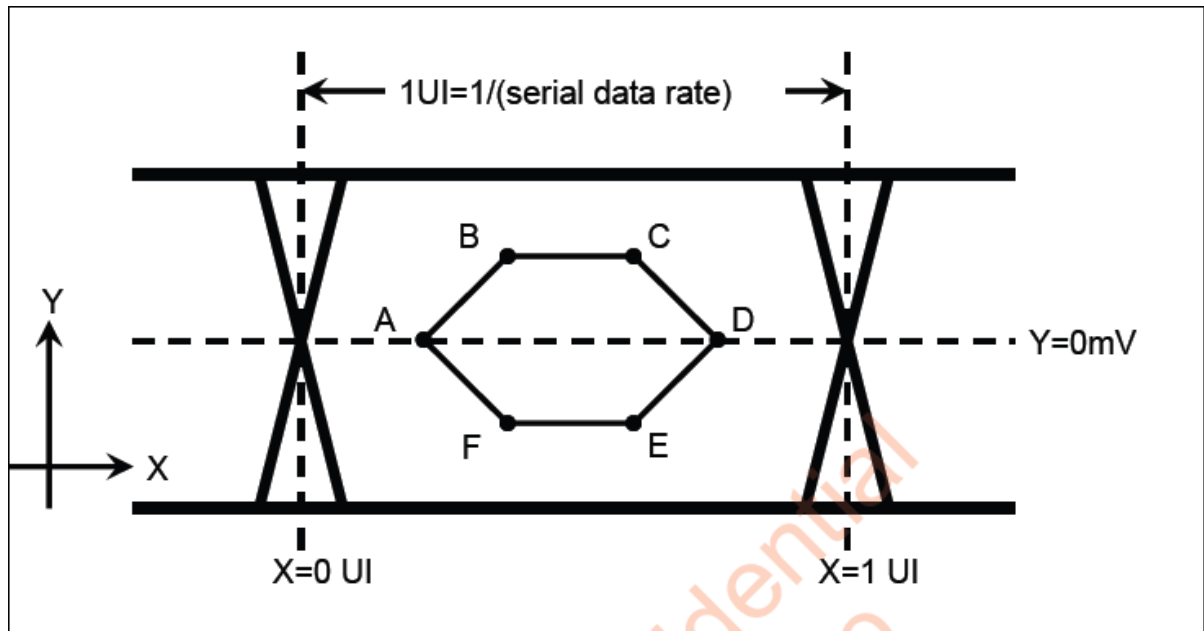 1UI=1/(serial data rate)
B C
Y
A D
Y=0mV
F E
X
X=0 UI X=1 UI